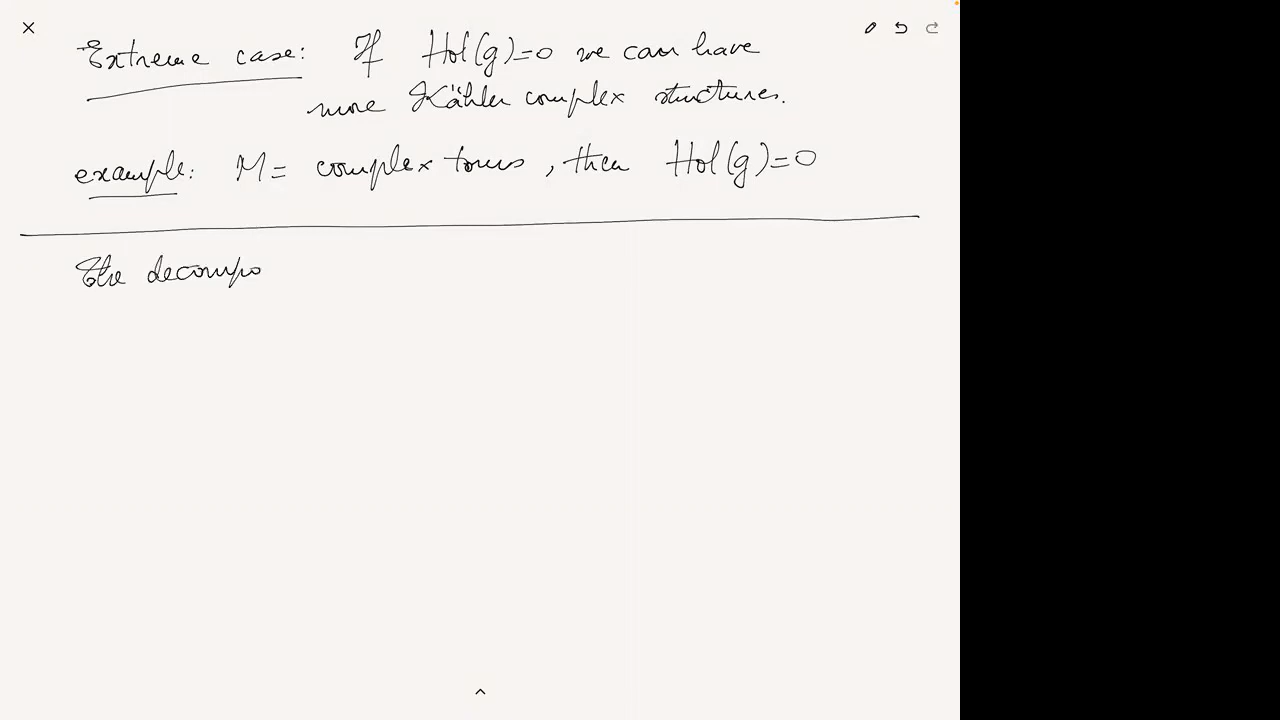 Extreme case: If Hol(g)=0 we can have
more Kähler complex structures.
example: M= complex torus, then Hol(g)=0
The decompo